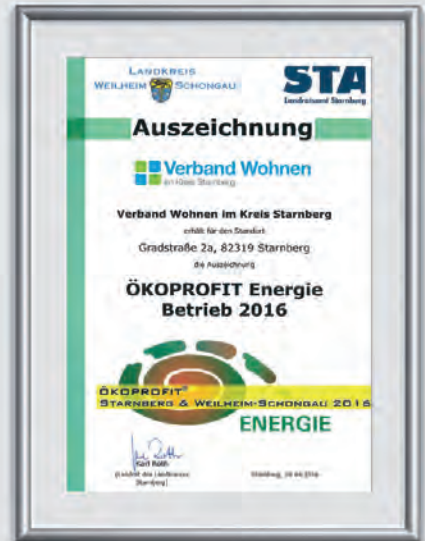 LANDKREIS
WEILHEIM SCHONGAU
STA
Landratsamt Starnberg
Auszeichnung
Verband Wohnen
im Kreis Starnberg
Verband Wohnen im Kreis Starnberg
erhält für den Standort
Gradstraße 2a, 82319 Starnberg
die Auszeichnung
ÖKOPROFIT Energie
Betrieb 2016
ÖKOPROFIT®
STARNBERG & WEILHEIM-SCHONGAU 2016
ENERGIE
Karl Roth
Starnberg)
Starnberg,